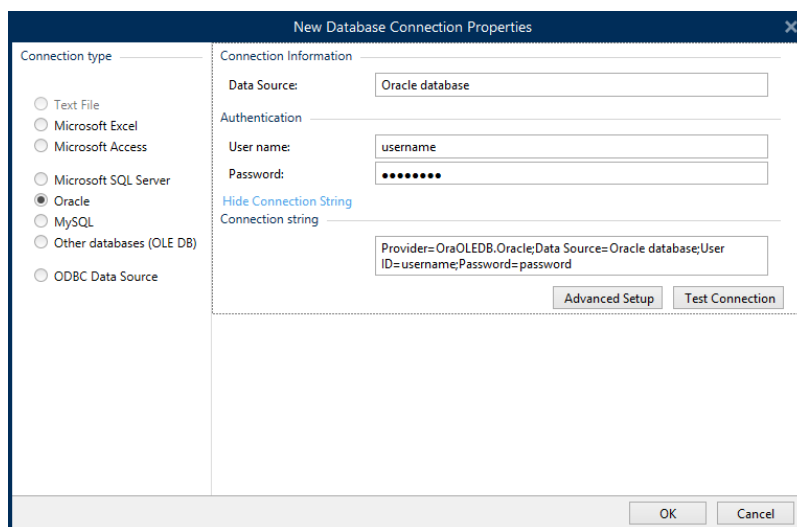 New Database Connection Properties
Connection type
Text File
Microsoft Excel
Microsoft Access
Microsoft SQL Server
Oracle
MySQL
Other databases (OLE DB)
ODBC Data Source
Connection Information
Data Source: Oracle database
Authentication
User name: username
Password: ●●●●●●●●
Hide Connection String
Connection string
Provider=OraOLEDB.Oracle;Data Source=Oracle database;User
ID=username;Password=password
Advanced Setup Test Connection
OK Cancel